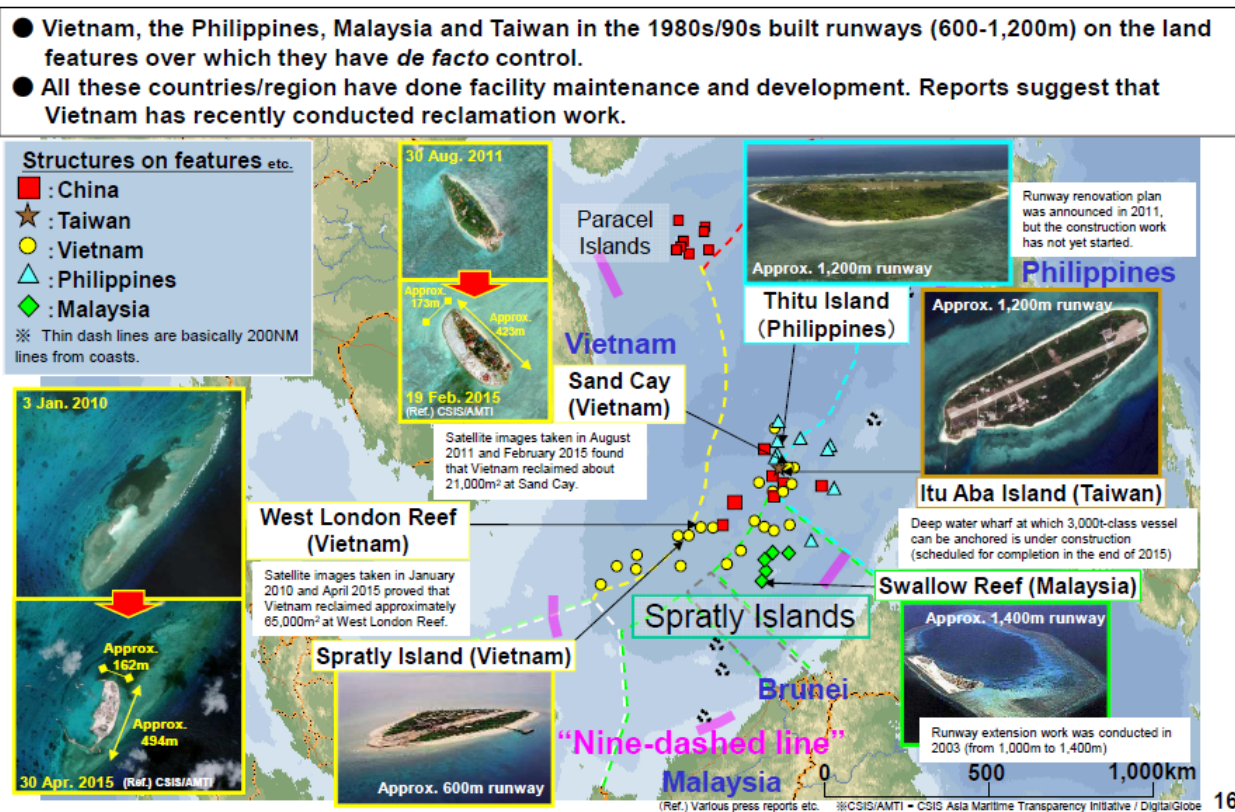 ● Vietnam, the Philippines, Malaysia and Taiwan in the 1980s/90s built runways (600-1,200m) on the land
features over which they have de facto control.
● All these countries/region have done facility maintenance and development. Reports suggest that
Vietnam has recently conducted reclamation work.
Structures on features etc.
: China
: Taiwan
: Vietnam
: Philippines
: Malaysia
※ Thin dash lines are basically 200NM
lines from coasts.
30 Aug. 2011
Approx.
173m
Approx.
423m
19 Feb. 2015
(Ref.) CSIS/AMTI
Satellite images taken in August
2011 and February 2015 found
that Vietnam reclaimed about
21,000m² at Sand Cay.
Paracel
Islands
Approx. 1,200m runway
Runway renovation plan
was announced in 2011,
but the construction work
has not yet started.
Philippines
Thitu Island
(Philippines)
Vietnam
Sand Cay
(Vietnam)
Approx. 1,200m runway
Itu Aba Island (Taiwan)
Deep water wharf at which 3,000t-class vessel
can be anchored is under construction
(scheduled for completion in the end of 2015)
3 Jan. 2010
Approx.
162m
Approx.
494m
30 Apr. 2015 (Ref.) CSIS/AMTI
West London Reef
(Vietnam)
Satellite images taken in January
2010 and April 2015 proved that
Vietnam reclaimed approximately
65,000m² at West London Reef.
Swallow Reef (Malaysia)
Approx. 1,400m runway
Runway extension work was conducted in
2003 (from 1,000m to 1,400m)
Spratly Islands
Spratly Island (Vietnam)
Approx. 600m runway
Brunei
“Nine-dashed line”
Malaysia
0 500 1,000km
(Ref.) Various press reports etc. ※CSIS/AMTI = CSIS Asia Maritime Transparency Initiative / DigitalGlobe
16